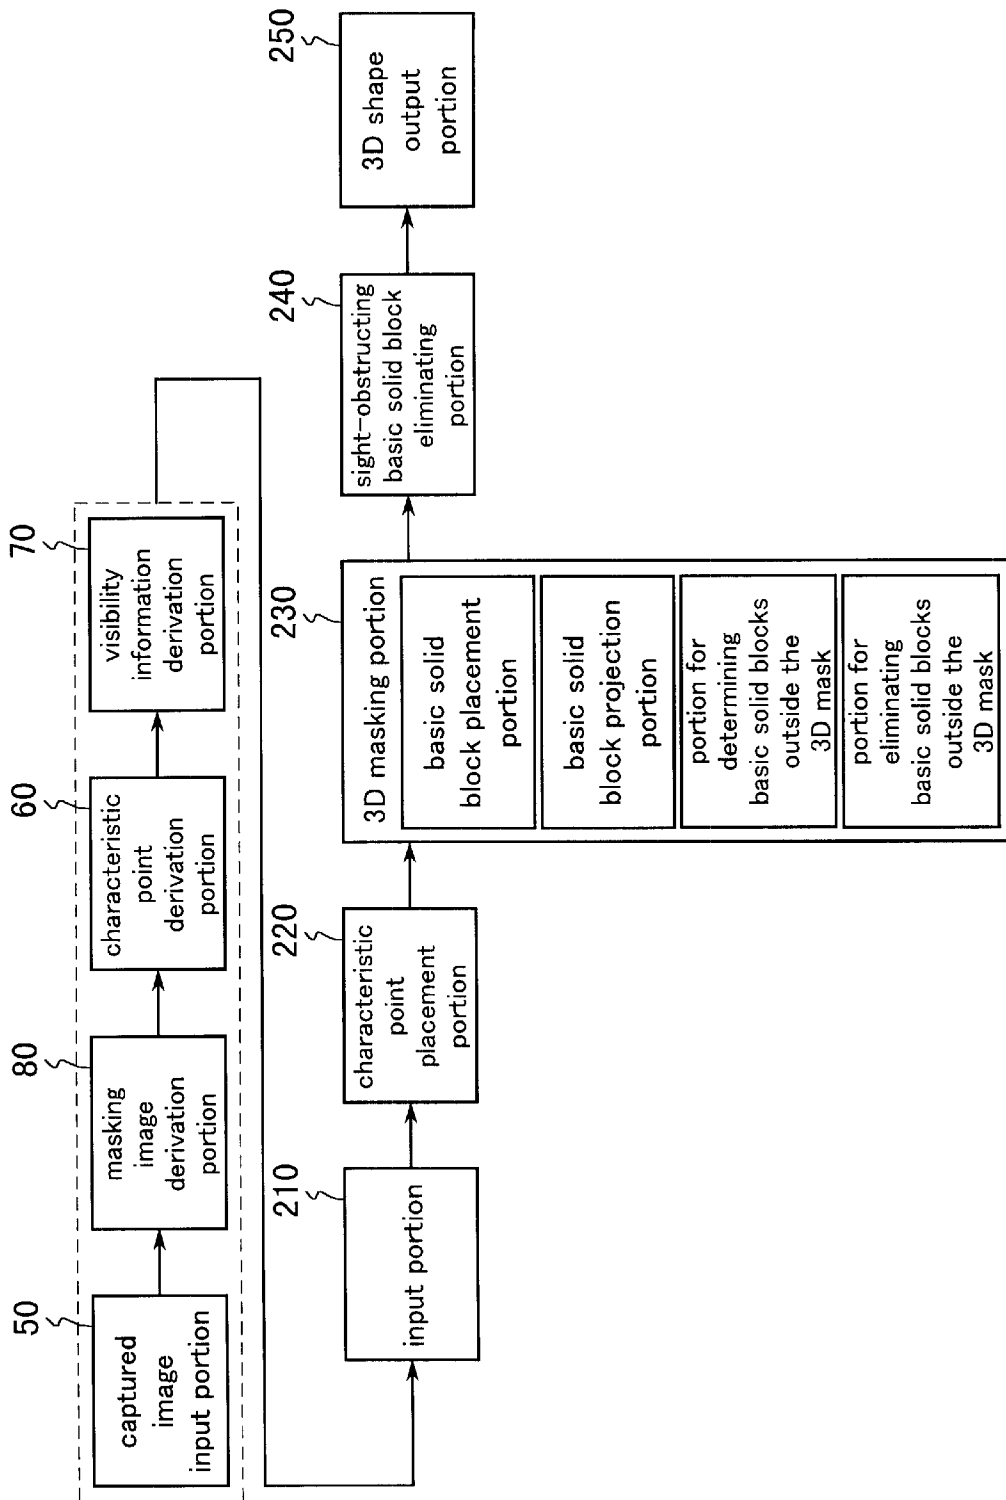 50
captured
image
input portion
80
masking
image
derivation
portion
60
characteristic
point
derivation
portion
70
visibility
information
derivation
portion
210
input portion
220
characteristic
point
placement
portion
230
3D masking portion
basic solid
block placement
portion
basic solid
block projection
portion
portion for
determining
basic solid blocks
outside the
3D mask
portion for
eliminating
basic solid blocks
outside the
3D mask
240
sight-obstructing
basic solid block
eliminating
portion
250
3D shape
output
portion